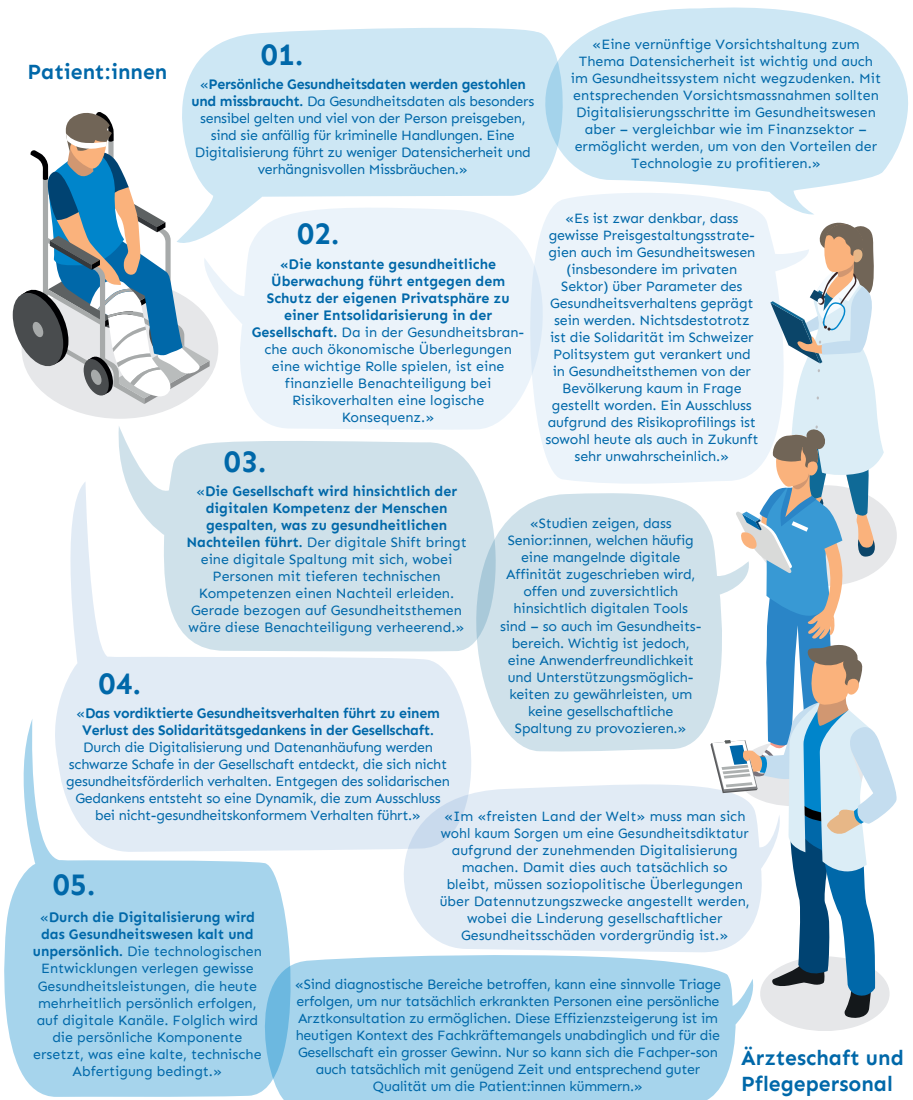 Patient:innen
01.
«Persönliche Gesundheitsdaten werden gestohlen
und missbraucht. Da Gesundheitsdaten als besonders
sensibel gelten und viel von der Person preisgeben,
sind sie anfällig für kriminelle Handlungen. Eine
Digitalisierung führt zu weniger Datensicherheit und
verhängnisvollen Missbräuchen.»
«Eine vernünftige Vorsichtshaltung zum
Thema Datensicherheit ist wichtig und auch
im Gesundheitssystem nicht wegzudenken. Mit
entsprechenden Vorsichtsmassnahmen sollten
Digitalisierungsschritte im Gesundheitswesen
aber – vergleichbar wie im Finanzsektor –
ermöglicht werden, um von den Vorteilen der
Technologie zu profitieren.»
02.
«Die konstante gesundheitliche
Überwachung führt entgegen dem
Schutz der eigenen Privatsphäre zu
einer Entsolidarisierung in der
Gesellschaft. Da in der Gesundheitsbran-
che auch ökonomische Überlegungen
eine wichtige Rolle spielen, ist eine
finanzielle Benachteiligung bei
Risikoverhalten eine logische
Konsequenz.»
«Es ist zwar denkbar, dass
gewisse Preisgestaltungsstrate-
gien auch im Gesundheitswesen
(insbesondere im privaten
Sektor) über Parameter des
Gesundheitsverhaltens geprägt
sein werden. Nichtsdestotrotz
ist die Solidarität im Schweizer
Politsystem gut verankert und
in Gesundheitsthemen von der
Bevölkerung kaum in Frage
gestellt worden. Ein Ausschluss
aufgrund des Risikoprofilings ist
sowohl heute als auch in Zukunft
sehr unwahrscheinlich.»
03.
«Die Gesellschaft wird hinsichtlich der
digitalen Kompetenz der Menschen
gespalten, was zu gesundheitlichen
Nachteilen führt. Der digitale Shift bringt
eine digitale Spaltung mit sich, wobei
Personen mit tieferen technischen
Kompetenzen einen Nachteil erleiden.
Gerade bezogen auf Gesundheitsthemen
wäre diese Benachteiligung verheerend.»
«Studien zeigen, dass
Senior:innen, welchen häufig
eine mangelnde digitale
Affinität zugeschrieben wird,
offen und zuversichtlich
hinsichtlich digitalen Tools
sind – so auch im Gesundheits-
bereich. Wichtig ist jedoch,
eine Anwenderfreundlichkeit
und Unterstützungsmöglich-
keiten zu gewährleisten, um
keine gesellschaftliche
Spaltung zu provozieren.»
04.
«Das vordiktierte Gesundheitsverhalten führt zu einem
Verlust des Solidaritätsgedankens in der Gesellschaft.
Durch die Digitalisierung und Datenanhäufung werden
schwarze Schafe in der Gesellschaft entdeckt, die sich nicht
gesundheitsförderlich verhalten. Entgegen des solidarischen
Gedankens entsteht so eine Dynamik, die zum Ausschluss
bei nicht-gesundheitskonformem Verhalten führt.»
«Im «freisten Land der Welt» muss man sich
wohl kaum Sorgen um eine Gesundheitsdiktatur
aufgrund der zunehmenden Digitalisierung
machen. Damit dies auch tatsächlich so
bleibt, müssen soziopolitische Überlegungen
über Datennutzungszwecke angestellt werden,
wobei die Linderung gesellschaftlicher
Gesundheitsschäden vordergründig ist.»
05.
«Durch die Digitalisierung wird
das Gesundheitswesen kalt und
unpersönlich. Die technologischen
Entwicklungen verlegen gewisse
Gesundheitsleistungen, die heute
mehrheitlich persönlich erfolgen,
auf digitale Kanäle. Folglich wird
die persönliche Komponente
ersetzt, was eine kalte, technische
Abfertigung bedingt.»
«Sind diagnostische Bereiche betroffen, kann eine sinnvolle Triage
erfolgen, um nur tatsächlich erkrankten Personen eine persönliche
Arztkonsultation zu ermöglichen. Diese Effizienzsteigerung ist im
heutigen Kontext des Fachkräftemangels unabdinglich und für die
Gesellschaft ein grosser Gewinn. Nur so kann sich die Fachper-son
auch tatsächlich mit genügend Zeit und entsprechend guter
Qualität um die Patient:innen kümmern.»
Ärzteschaft und
Pflegepersonal